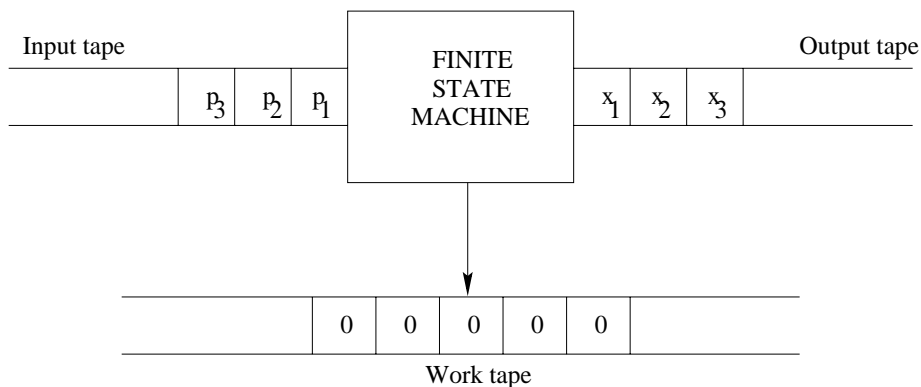 Input tape
FINITE
STATE
MACHINE
Output tape
p3 p2 p1
x1 x2 x3
0 0 0 0 0
Work tape